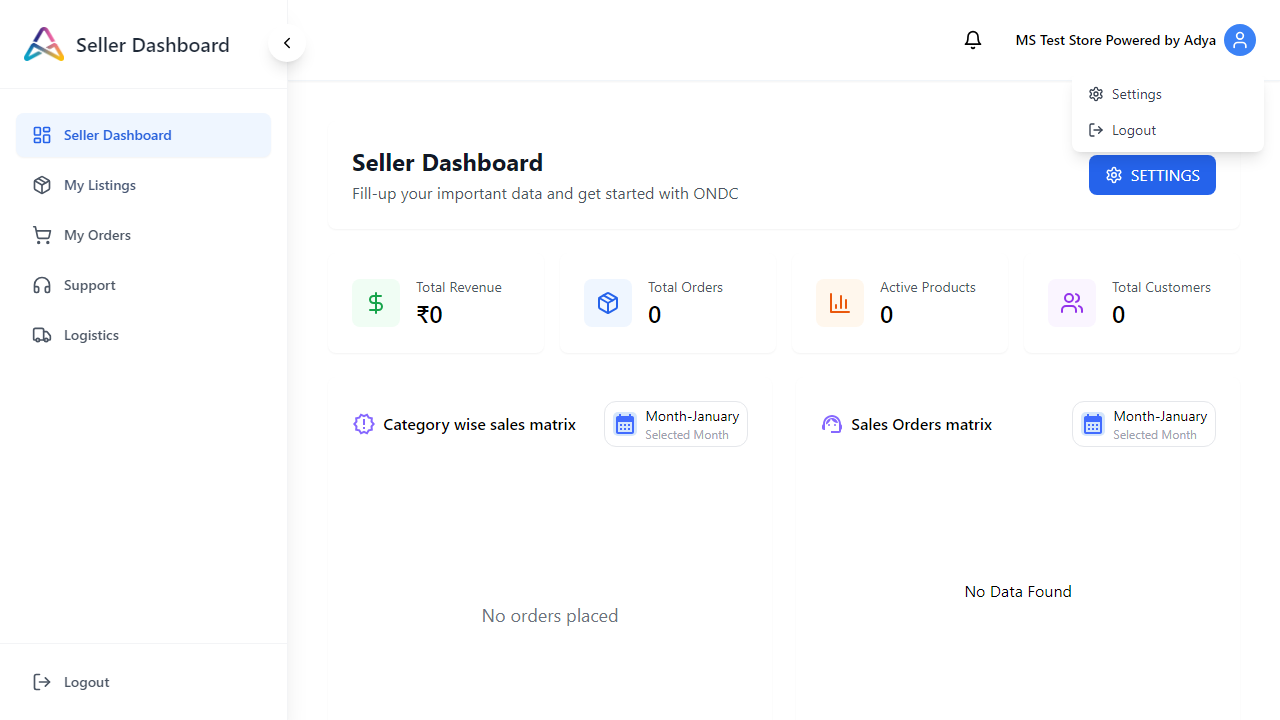 Seller Dashboard
MS Test Store Powered by Adya
Settings
Logout
Seller Dashboard
My Listings
My Orders
Support
Logistics
Logout
Seller Dashboard
Fill-up your important data and get started with ONDC
SETTINGS
Total Revenue
₹0
Total Orders
0
Active Products
0
Total Customers
0
Category wise sales matrix
Month-January
Selected Month
No orders placed
Sales Orders matrix
Month-January
Selected Month
No Data Found